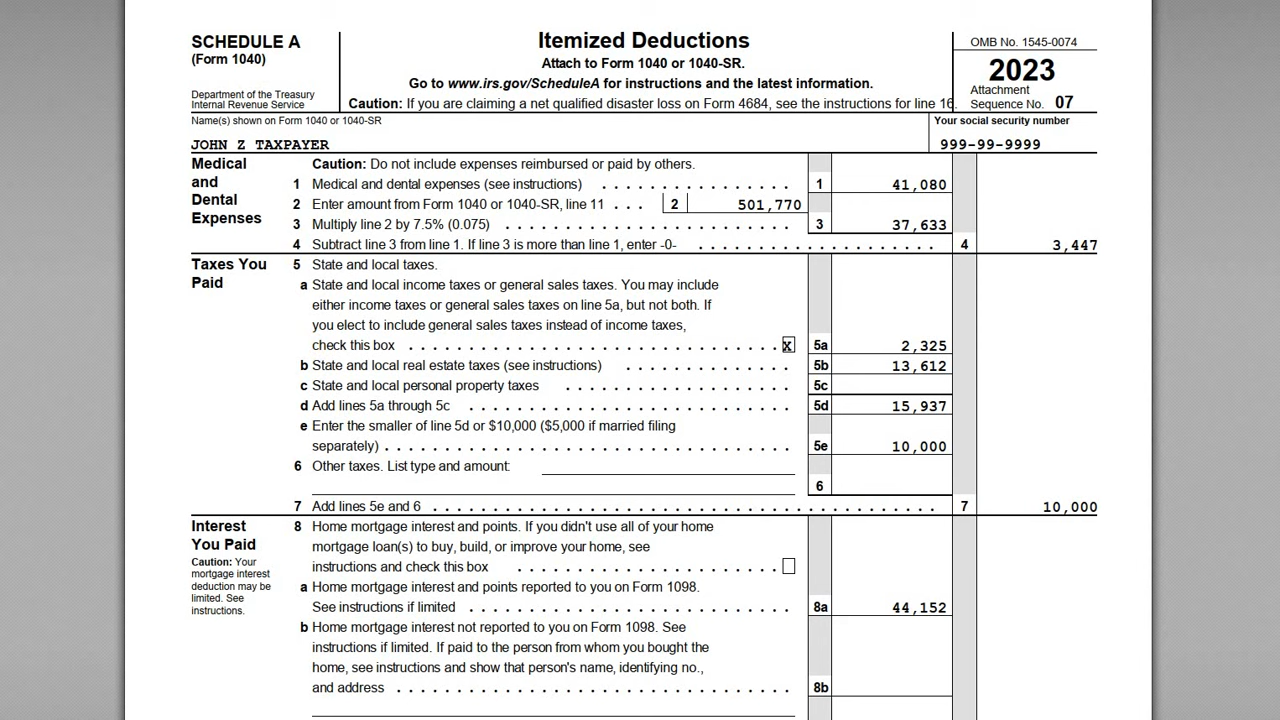 SCHEDULE A
(Form 1040)
Department of the Treasury
Internal Revenue Service
Itemized Deductions
Attach to Form 1040 or 1040-SR.
Go to www.irs.gov/ScheduleA for instructions and the latest information.
Caution: If you are claiming a net qualified disaster loss on Form 4684, see the instructions for line 16.
OMB No. 1545-0074
2023
Attachment
Sequence No. 07
Name(s) shown on Form 1040 or 1040-SR
Your social security number
JOHN Z TAXPAYER
999-99-9999
Medical
and
Dental
Expenses
Caution: Do not include expenses reimbursed or paid by others.
1 Medical and dental expenses (see instructions) . . . . . . . . . . . . . . . . 1 41,080
2 Enter amount from Form 1040 or 1040-SR, line 11 . . . 2 501,770
3 Multiply line 2 by 7.5% (0.075) . . . . . . . . . . . . . . . . . . . . . . . . 3 37,633
4 Subtract line 3 from line 1. If line 3 is more than line 1, enter -0- . . . . . . . . . . . . . . . . . . . . 4 3,447
Taxes You
Paid
5 State and local taxes.
a State and local income taxes or general sales taxes. You may include
either income taxes or general sales taxes on line 5a, but not both. If
you elect to include general sales taxes instead of income taxes,
check this box . . . . . . . . . . . . . . . . . . . . . . . . . . . . . . . X 5a 2,325
b State and local real estate taxes (see instructions) . . . . . . . . . . . . . . 5b 13,612
c State and local personal property taxes . . . . . . . . . . . . . . . . . . . 5c
d Add lines 5a through 5c . . . . . . . . . . . . . . . . . . . . . . . . . . . 5d 15,937
e Enter the smaller of line 5d or $10,000 ($5,000 if married filing
separately) . . . . . . . . . . . . . . . . . . . . . . . . . . . . . . . . . . 5e 10,000
6 Other taxes. List type and amount:
6
7 Add lines 5e and 6 . . . . . . . . . . . . . . . . . . . . . . . . . . . . . . . . . . . . . . . . . . 7 10,000
Interest
You Paid
Caution: Your
mortgage interest
deduction may be
limited. See
instructions.
8 Home mortgage interest and points. If you didn't use all of your home
mortgage loan(s) to buy, build, or improve your home, see
instructions and check this box . . . . . . . . . . . . . . . . . . . . . .
a Home mortgage interest and points reported to you on Form 1098.
See instructions if limited . . . . . . . . . . . . . . . . . . . . . . . . . . . 8a 44,152
b Home mortgage interest not reported to you on Form 1098. See
instructions if limited. If paid to the person from whom you bought the
home, see instructions and show that person's name, identifying no.,
and address . . . . . . . . . . . . . . . . . . . . . . . . . . . . . . . . . 8b